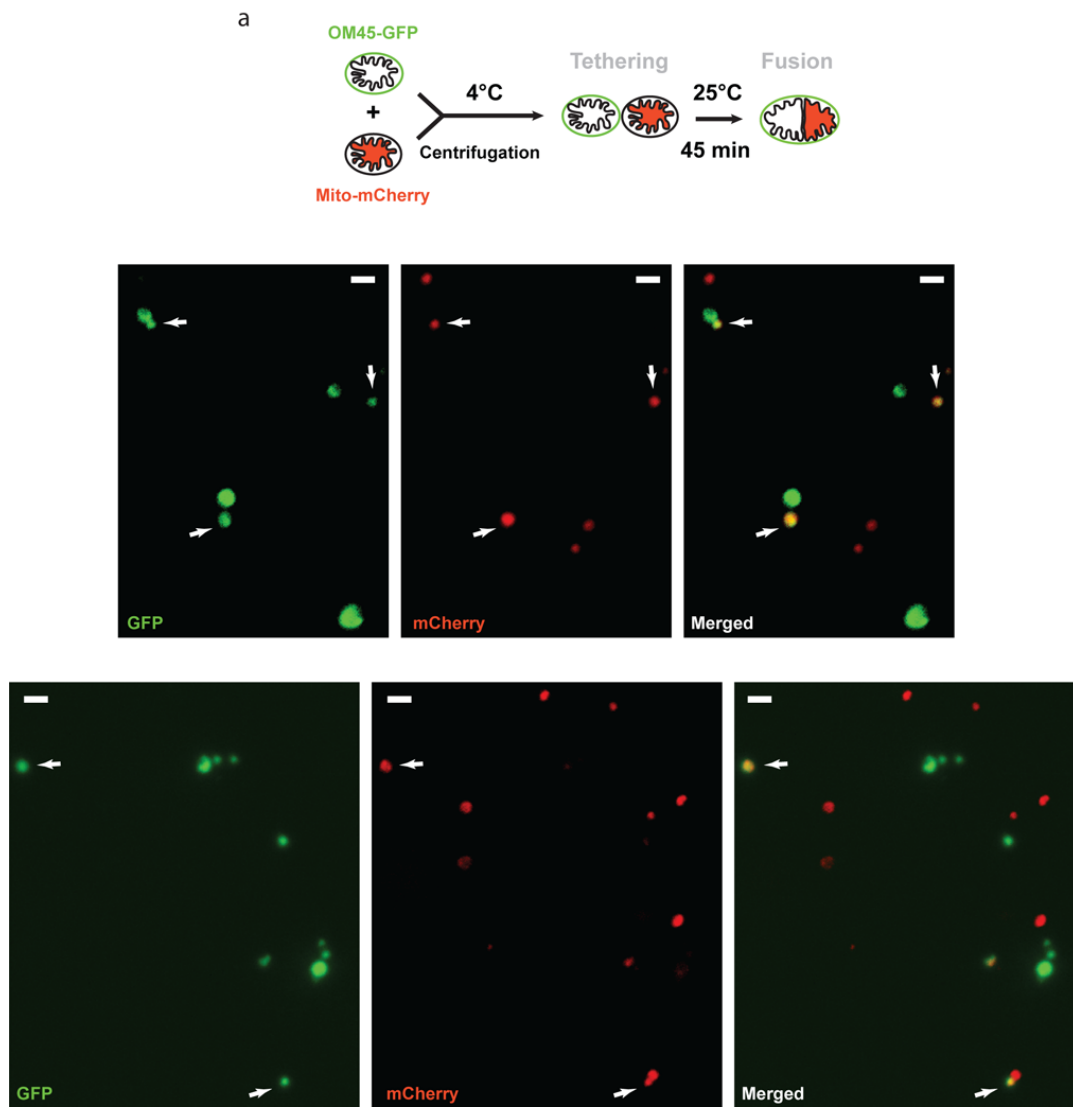 a
OM45-GFP
+
Mito-mCherry
4°C
Centrifugation
Tethering
25°C
45 min
Fusion
GFP
mCherry
Merged
GFP
mCherry
Merged